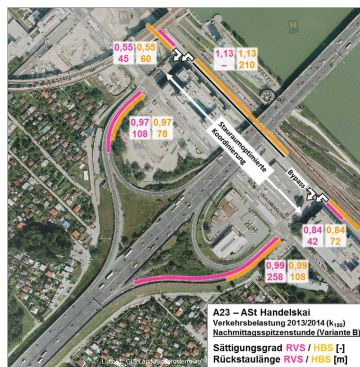 0,55 0,55
45 60
1,13 1,13
– 210
0,97 0,97
108 78
Stauraumoptimierte
Koordinierung
Bypass
0,84 0,84
42 72
0,99 0,99
258 108
A23 – ASt Handelskai
Verkehrsbelastung 2013/2014 (k150)
Nachmittagsspitzenstunde (Variante B)
Sättigungsgrad RVS / HBS [-]
Rückstaulänge RVS / HBS [m]